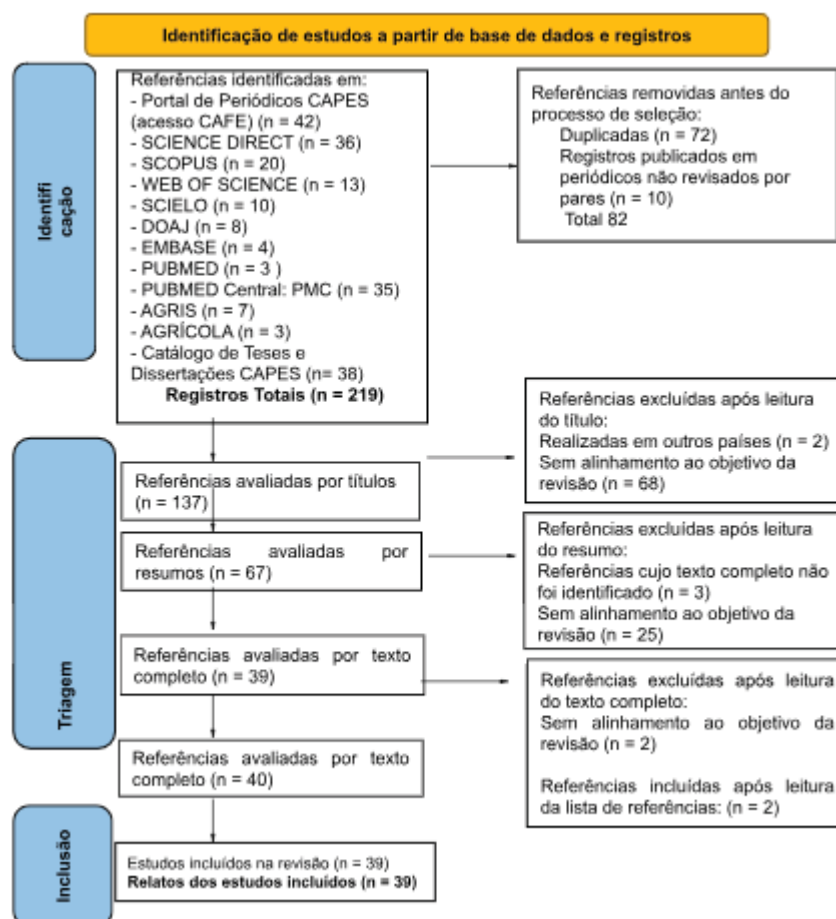 Identificação de estudos a partir de base de dados e registros
Identifi
cação
Referências identificadas em:
- Portal de Periódicos CAPES
(acesso CAFE) (n = 42)
- SCIENCE DIRECT (n = 36)
- SCOPUS (n = 20)
- WEB OF SCIENCE (n = 13)
- SCIELO (n = 10)
- DOAJ (n = 8)
- EMBASE (n = 4)
- PUBMED (n = 3 )
- PUBMED Central: PMC (n = 35)
- AGRIS (n = 7)
- AGRÍCOLA (n = 3)
- Catálogo de Teses e
Dissertações CAPES (n= 38)
Registros Totais (n = 219)
Referências removidas antes do
processo de seleção:
Duplicadas (n = 72)
Registros publicados em
periódicos não revisados por
pares (n = 10)
Total 82
Triagem
Referências avaliadas por títulos
(n = 137)
Referências excluídas após leitura
do título:
Realizadas em outros países (n = 2)
Sem alinhamento ao objetivo da
revisão (n = 68)
Referências avaliadas por
resumos (n = 67)
Referências excluídas após leitura
do resumo:
Referências cujo texto completo não
foi identificado (n = 3)
Sem alinhamento ao objetivo da
revisão (n = 25)
Referências avaliadas por texto
completo (n = 39)
Referências excluídas após leitura
do texto completo:
Sem alinhamento ao objetivo da
revisão (n = 2)
Referências incluídas após leitura
da lista de referências: (n = 2)
Referências avaliadas por texto
completo (n = 40)
Inclusão
Estudos incluídos na revisão (n = 39)
Relatos dos estudos incluídos (n = 39)